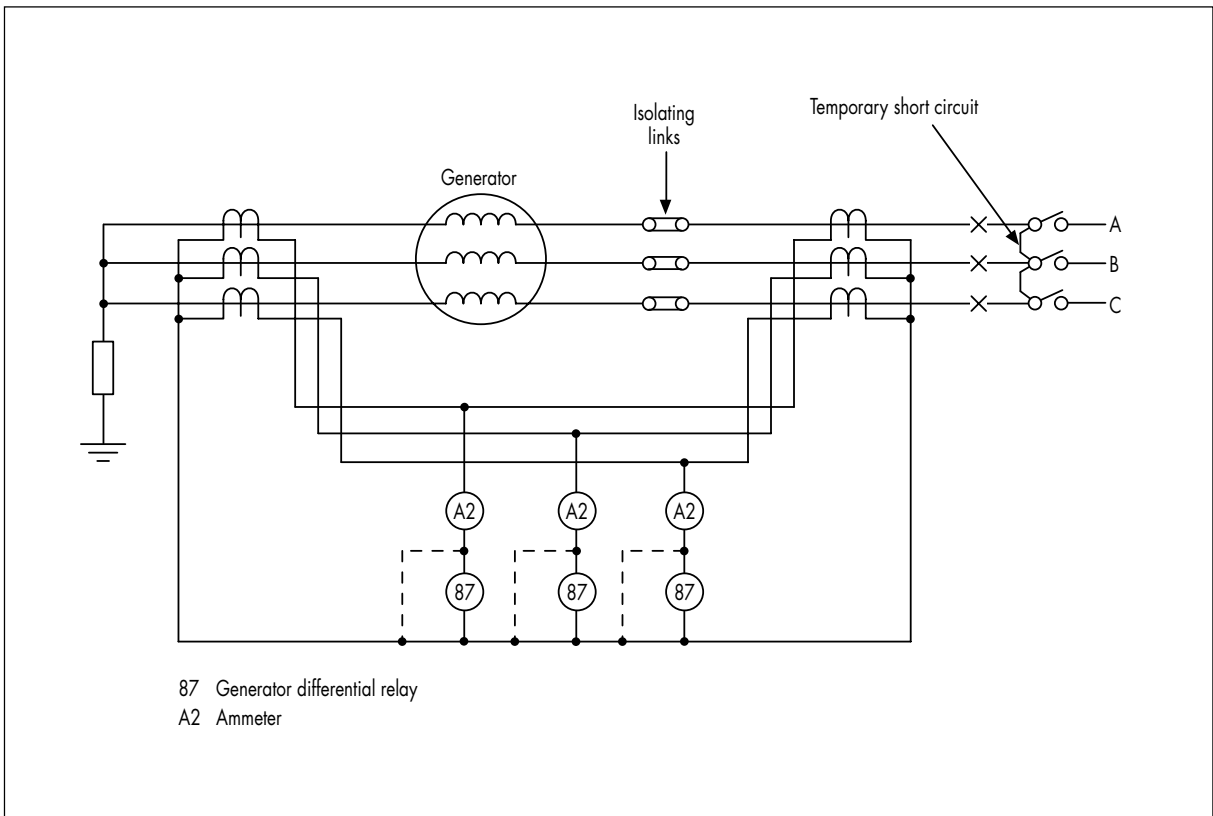 Isolating
links
Temporary short circuit
Generator
A
B
C
A2 A2 A2
87 87 87
87 Generator differential relay
A2 Ammeter